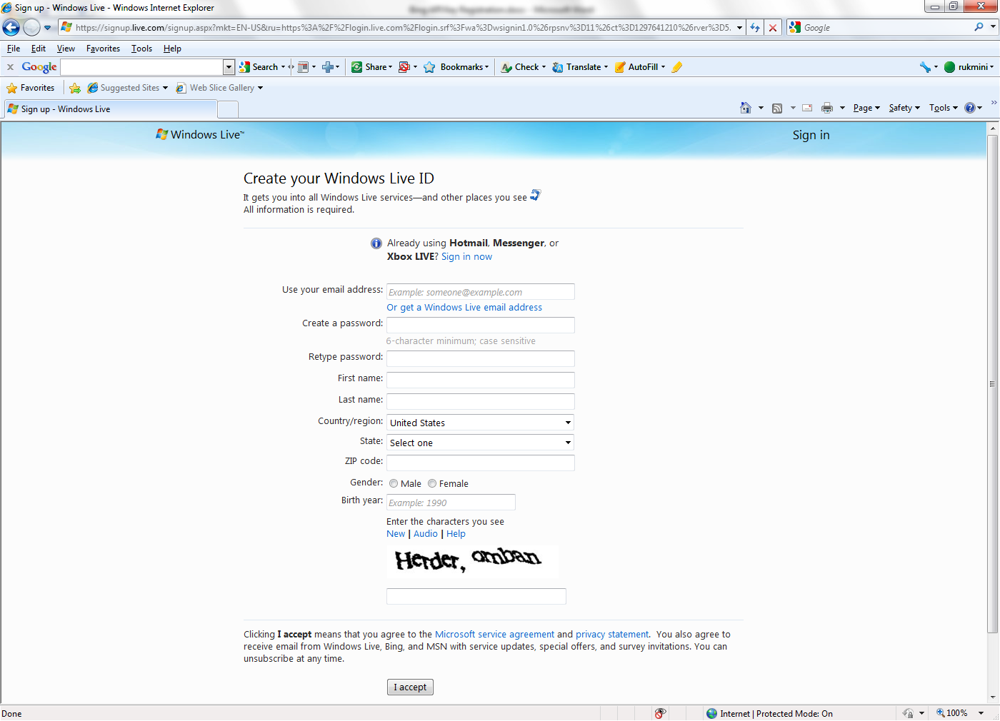 Sign up - Windows Live - Windows Internet Explorer
https://signup.live.com/signup.aspx?mkt=EN-US&ru=https%3A%2F%2Flogin.live.com%2Flogin.srf%3Fwa%3Dwsignin1.0%26rpsnv%3D11%26ct%3D1297641210%26rver%3D5.
Google
File Edit View Favorites Tools Help
x Google Search Share Bookmarks Check Translate AutoFill rukmini
Favorites Suggested Sites Web Slice Gallery
Sign up - Windows Live Page Safety Tools
Windows Live™ Sign in
Create your Windows Live ID
It gets you into all Windows Live services—and other places you see
All information is required.
Already using Hotmail, Messenger, or
Xbox LIVE? Sign in now
Use your email address: Example: someone@example.com
Or get a Windows Live email address
Create a password:
6-character minimum; case sensitive
Retype password:
First name:
Last name:
Country/region: United States
State: Select one
ZIP code:
Gender: Male Female
Birth year: Example: 1990
Enter the characters you see
New | Audio | Help
Herder, omban
Clicking I accept means that you agree to the Microsoft service agreement and privacy statement. You also agree to
receive email from Windows Live, Bing, and MSN with service updates, special offers, and survey invitations. You can
unsubscribe at any time.
I accept
Done Internet | Protected Mode: On 100%